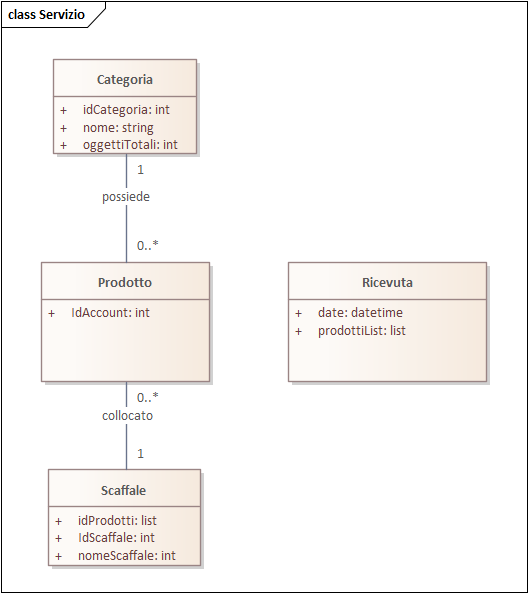 class Servizio
Categoria
+ idCategoria: int
+ nome: string
+ oggettiTotali: int
1
possiede
0..*
Prodotto
+ IdAccount: int
Ricevuta
+ date: datetime
+ prodottiList: list
0..*
collocato
1
Scaffale
+ idProdotti: list
+ IdScaffale: int
+ nomeScaffale: int